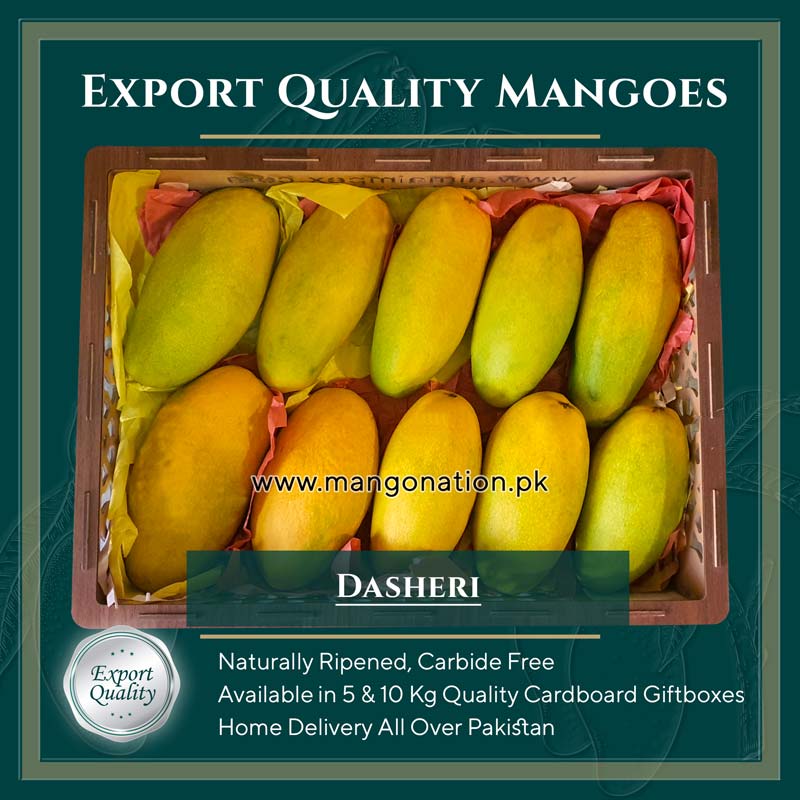 Export Quality Mangoes
www.mangonation.pk
Dasheri
Export
Quality
Naturally Ripened, Carbide Free
Available in 5 & 10 Kg Quality Cardboard Giftboxes
Home Delivery All Over Pakistan